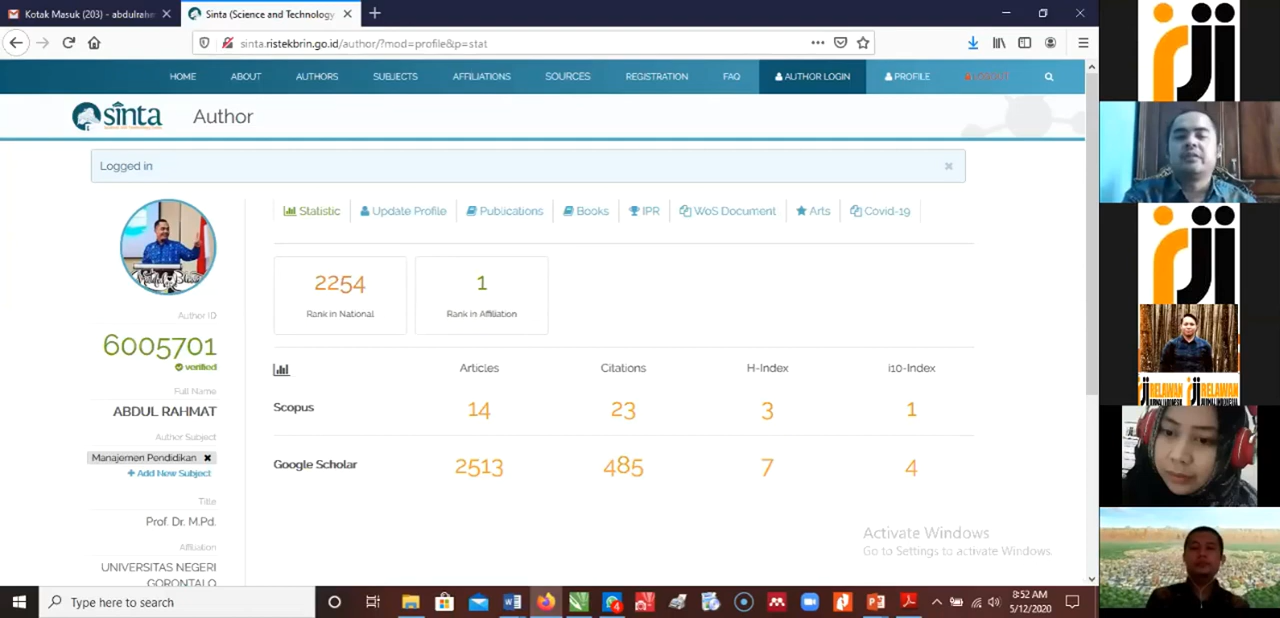 Kotak Masuk (203) - abdulrahe
Sinta (Science and Technology
sinta.ristekbrin.go.id/author/?mod=profile&p=stat
HOME ABOUT AUTHORS SUBJECTS AFFILIATIONS SOURCES REGISTRATION FAQ AUTHOR LOGIN PROFILE LOGOUT
sinta
Author
Logged in
Statistic Update Profile Publications Books IPR WoS Document Arts Covid-19
2254
Rank in National
1
Rank in Affiliation
Author ID
6005701
verified
Full Name
ABDUL RAHMAT
Author Subject
Manajemen Pendidikan
Add New Subject
Title
Prof. Dr. M.Pd.
Affiliation
UNIVERSITAS NEGERI
GORONTALO
Articles Citations H-Index i10-Index
Scopus 14 23 3 1
Google Scholar 2513 485 7 4
Activate Windows
Go to Settings to activate Windows.
Type here to search
8:52 AM
5/12/2020
RELAWAN RELAWAN
JURNAL INDONESIA